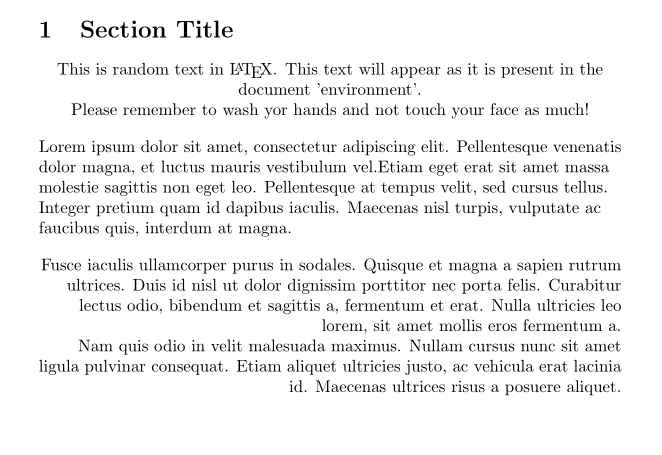 1 Section Title
This is random text in LATEX. This text will appear as it is present in the
document 'environment'.
Please remember to wash yor hands and not touch your face as much!
Lorem ipsum dolor sit amet, consectetur adipiscing elit. Pellentesque venenatis
dolor magna, et luctus mauris vestibulum vel.Etiam eget erat sit amet massa
molestie sagittis non eget leo. Pellentesque at tempus velit, sed cursus tellus.
Integer pretium quam id dapibus iaculis. Maecenas nisl turpis, vulputate ac
faucibus quis, interdum at magna.
Fusce iaculis ullamcorper purus in sodales. Quisque et magna a sapien rutrum
ultrices. Duis id nisl ut dolor dignissim porttitor nec porta felis. Curabitur
lectus odio, bibendum et sagittis a, fermentum et erat. Nulla ultricies leo
lorem, sit amet mollis eros fermentum a.
Nam quis odio in velit malesuada maximus. Nullam cursus nunc sit amet
ligula pulvinar consequat. Etiam aliquet ultricies justo, ac vehicula erat lacinia
id. Maecenas ultrices risus a posuere aliquet.